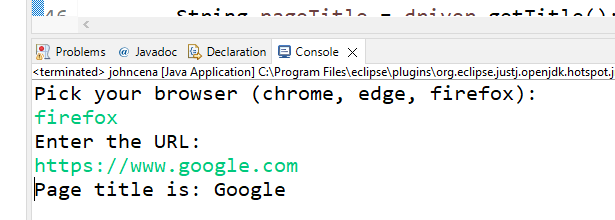 46 String pageTitle = driver.getTitle();
Problems @ Javadoc Declaration Console
<terminated> johncena [Java Application] C:\Program Files\eclipse\plugins\org.eclipse.justj.openjdk.hotspot.j
Pick your browser (chrome, edge, firefox):
firefox
Enter the URL:
https://www.google.com
Page title is: Google